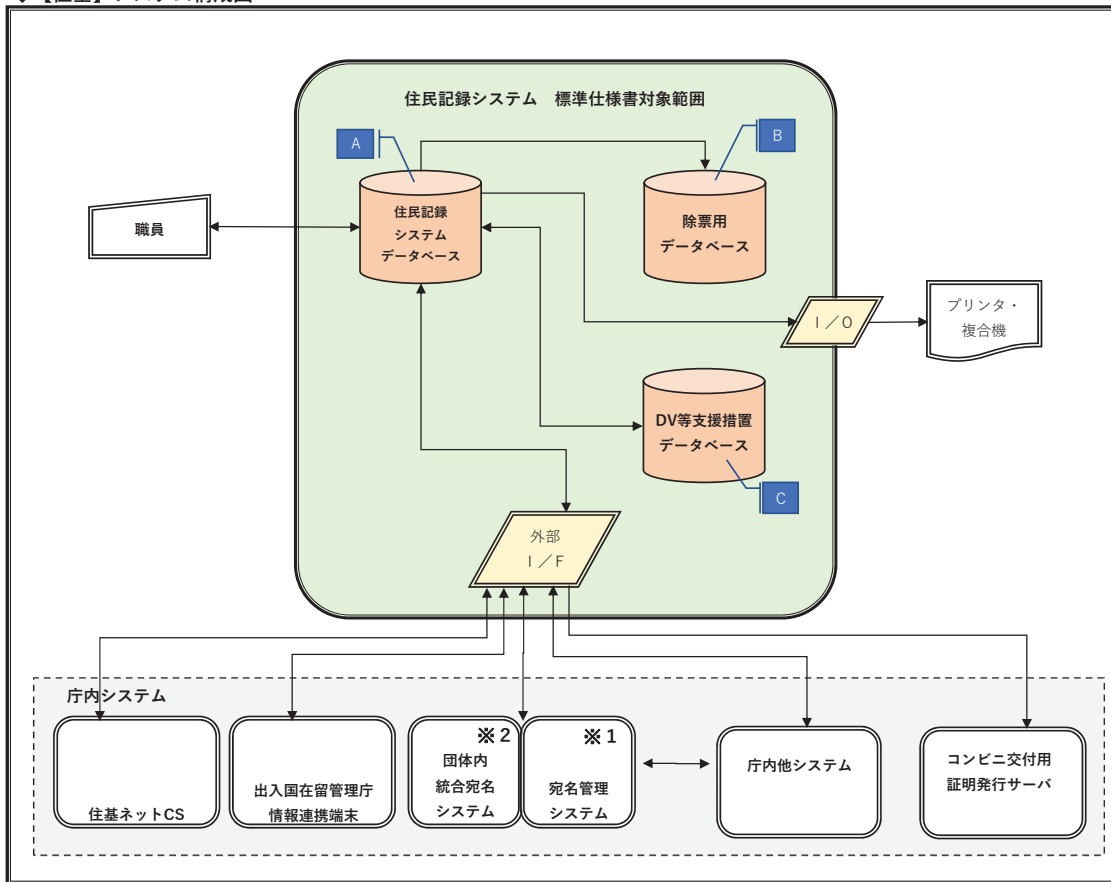 住民記録システム　標準仕様書対象範囲
A
B
住民記録
システム
データベース
除票用
データベース
職員
I／O
プリンタ・
複合機
DV等支援措置
データベース
C
外部
I／F
庁内システム
住基ネットCS
出入国在留管理庁
情報連携端末
※2
団体内
統合宛名
システム
※1
宛名管理
システム
庁内他システム
コンビニ交付用
証明発行サーバ